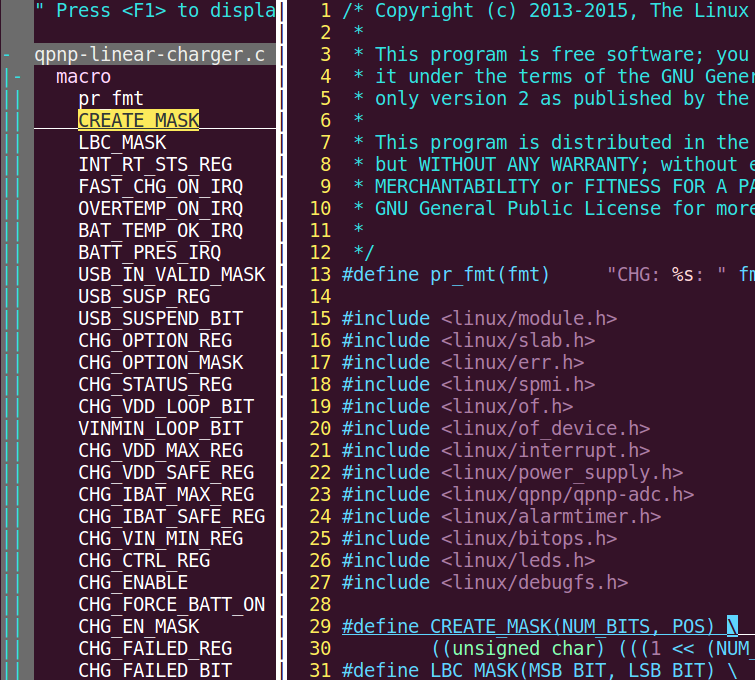 " Press <F1> to displa
qpnp-linear-charger.c
macro
pr_fmt
CREATE_MASK
LBC_MASK
INT_RT_STS_REG
FAST_CHG_ON_IRQ
OVERTEMP_ON_IRQ
BAT_TEMP_OK_IRQ
BATT_PRES_IRQ
USB_IN_VALID_MASK
USB_SUSP_REG
USB_SUSPEND_BIT
CHG_OPTION_REG
CHG_OPTION_MASK
CHG_STATUS_REG
CHG_VDD_LOOP_BIT
VINMIN_LOOP_BIT
CHG_VDD_MAX_REG
CHG_VDD_SAFE_REG
CHG_IBAT_MAX_REG
CHG_IBAT_SAFE_REG
CHG_VIN_MIN_REG
CHG_CTRL_REG
CHG_ENABLE
CHG_FORCE_BATT_ON
CHG_EN_MASK
CHG_FAILED_REG
CHG_FAILED_BIT
1 /* Copyright (c) 2013-2015, The Linux
2 *
3 * This program is free software; you
4 * it under the terms of the GNU Gener
5 * only version 2 as published by the
6 *
7 * This program is distributed in the
8 * but WITHOUT ANY WARRANTY; without e
9 * MERCHANTABILITY or FITNESS FOR A PA
10 * GNU General Public License for more
11 *
12 */
13 #define pr_fmt(fmt) "CHG: %s: " fm
14
15 #include <linux/module.h>
16 #include <linux/slab.h>
17 #include <linux/err.h>
18 #include <linux/spmi.h>
19 #include <linux/of.h>
20 #include <linux/of_device.h>
21 #include <linux/interrupt.h>
22 #include <linux/power_supply.h>
23 #include <linux/qpnp/qpnp-adc.h>
24 #include <linux/alarmtimer.h>
25 #include <linux/bitops.h>
26 #include <linux/leds.h>
27 #include <linux/debugfs.h>
28
29 #define CREATE_MASK(NUM_BITS, POS) \
30 ((unsigned char) (((1 << (NUM_
31 #define LBC_MASK(MSB_BIT, LSB_BIT) \